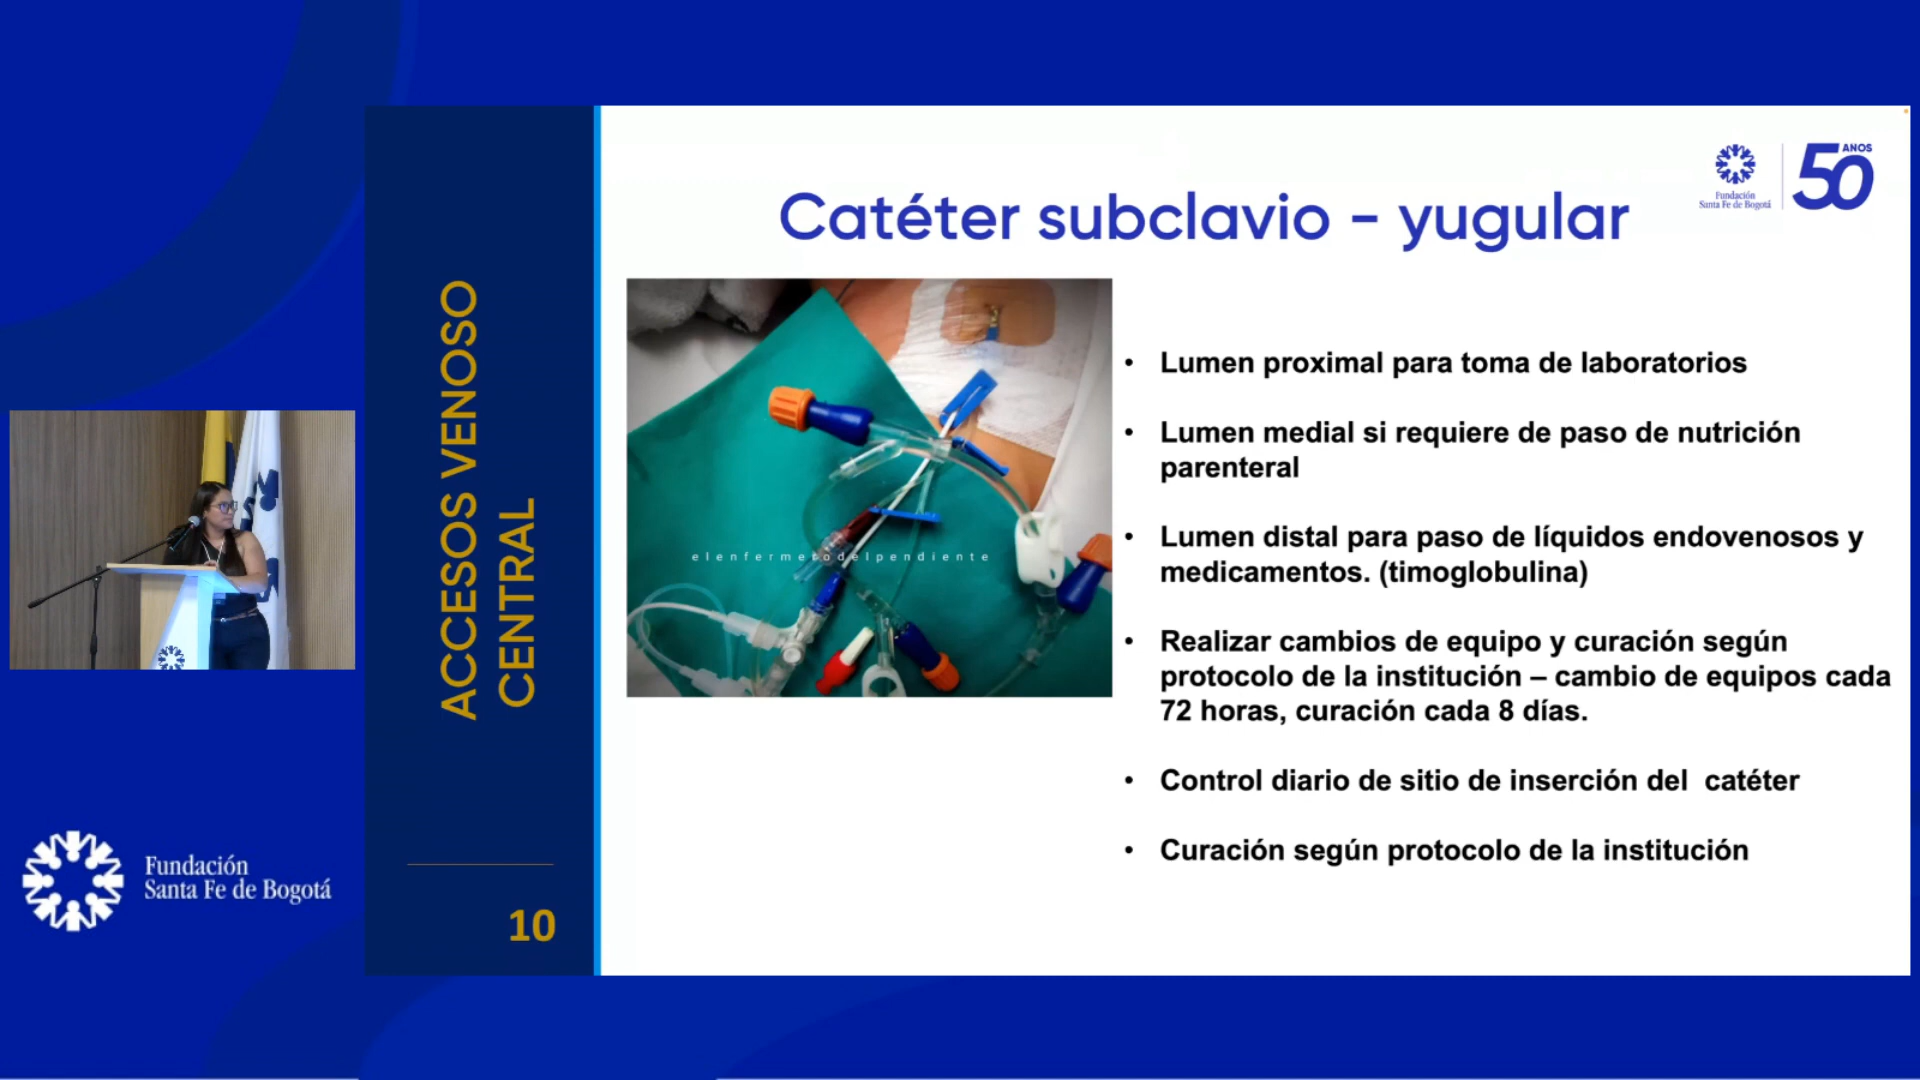 Catéter subclavio - yugular
Fundación
Santa Fe de Bogotá
50
AÑOS
ACCESOS VENOSO
CENTRAL
10
elenfermerodelpendiente
• Lumen proximal para toma de laboratorios
• Lumen medial si requiere de paso de nutrición
parenteral
• Lumen distal para paso de líquidos endovenosos y
medicamentos. (timoglobulina)
• Realizar cambios de equipo y curación según
protocolo de la institución – cambio de equipos cada
72 horas, curación cada 8 días.
• Control diario de sitio de inserción del  catéter
• Curación según protocolo de la institución
Fundación
Santa Fe de Bogotá